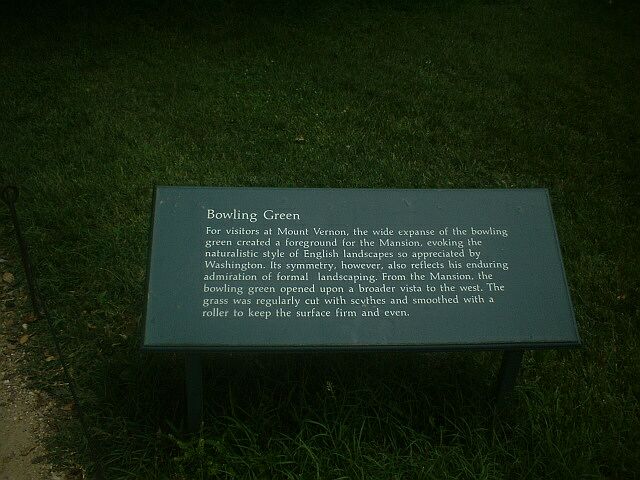 Bowling Green
For visitors at Mount Vernon, the wide expanse of the bowling
green created a foreground for the Mansion, evoking the
naturalistic style of English landscapes so appreciated by
Washington. Its symmetry, however, also reflects his enduring
admiration of formal landscaping. From the Mansion, the
bowling green opened upon a broader vista to the west. The
grass was regularly cut with scythes and smoothed with a
roller to keep the surface firm and even.